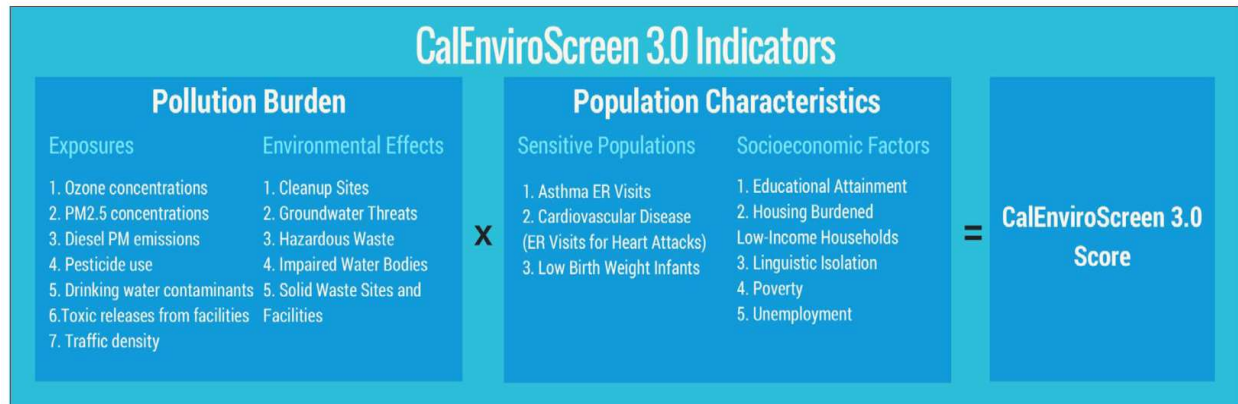 CalEnviroScreen 3.0 Indicators
Pollution Burden
Exposures
1. Ozone concentrations
2. PM2.5 concentrations
3. Diesel PM emissions
4. Pesticide use
5. Drinking water contaminants
6.Toxic releases from facilities
7. Traffic density
Environmental Effects
1. Cleanup Sites
2. Groundwater Threats
3. Hazardous Waste
4. Impaired Water Bodies
5. Solid Waste Sites and
Facilities
x
Population Characteristics
Sensitive Populations
1. Asthma ER Visits
2. Cardiovascular Disease
(ER Visits for Heart Attacks)
3. Low Birth Weight Infants
Socioeconomic Factors
1. Educational Attainment
2. Housing Burdened
Low-Income Households
3. Linguistic Isolation
4. Poverty
5. Unemployment
=
CalEnviroScreen 3.0
Score